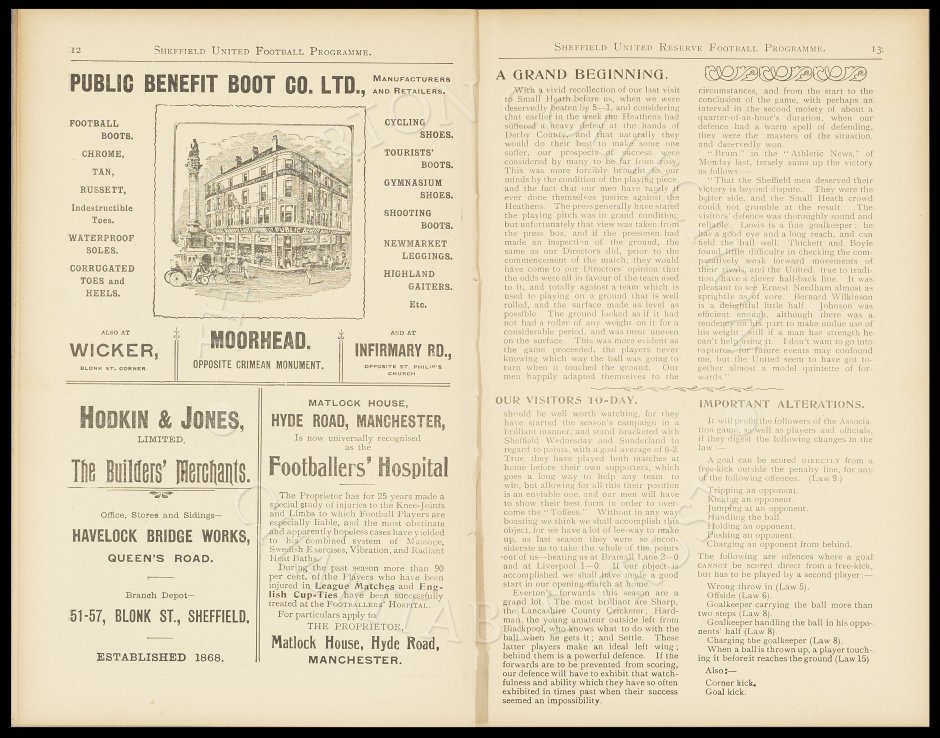 12
SHEFFIELD UNITED FOOTBALL PROGRAMME.
PUBLIC BENEFIT BOOT CO. LTD., MANUFACTURERS AND RETAILERS.
FOOTBALL
BOOTS.
CHROME,
TAN,
RUSSETT,
Indestructible
Toes.
WATERPROOF
SOLES.
CORRUGATED
TOES and
HEELS.
PUBLIC
CYCLING
SHOES.
TOURISTS'
BOOTS.
GYMNASIUM
SHOES.
SHOOTING
BOOTS.
NEWMARKET
LEGGINGS.
HIGHLAND
GAITERS.
Etc.
ALSO AT
WICKER,
BLONK ST. CORNER
MOORHEAD.
OPPOSITE CRIMEAN MONUMENT.
AND AT
INFIRMARY RD.,
OPPOSITE ST. PHILIP'S
CHURCH
HODKIN & JONES,
LIMITED,
The Builders' Merchants.
Office, Stores and Sidings—
HAVELOCK BRIDGE WORKS,
QUEEN'S ROAD.
Branch Depot—
51-57, BLONK ST., SHEFFIELD.
ESTABLISHED 1868.
MATLOCK HOUSE,
HYDE ROAD, MANCHESTER,
Is now universally recognised
as the
Footballers' Hospital
The Proprietor has for 25 years made a
special study of injuries to the Knee-Joints
and Limbs to which Football Players are
especially liable, and the most obstinate
and apparently hopeless cases have yielded
to his Combined system of Massage,
Swedish Exercises, Vibration, and Radiant
Heat Baths.
During the past season more than 90
per cent. of the Players who have been
injured in League Matches and Eng-
lish Cup-Ties have been successfully
treated at the FOOTBALLERS' HOSPITAL.
For particulars apply to
THE PROPRIETOR,
Matlock House, Hyde Road,
MANCHESTER.
SHEFFIELD UNITED RESERVE FOOTBALL PROGRAMME.
13
A GRAND BEGINNING.
With a vivid recollection of our last visit
to Small Heath before us, when we were
deservedly beaten by 5—1, and considering
that earlier in the week the Heathens had
suffered a heavy defeat at the hands of
Derby County, and that naturally they
would do their best to make some one
suffer, our prospects of success were
considered by many to be far from rosy.
This was more forcibly brought to our
minds by the condition of the playing piece
and the fact that our men have rarely if
ever done themselves justice against the
Heathens. The press generally have stated
the playing pitch was in grand condition,
but unfortunately that view was taken from
the press box, and if the pressmen had
made an inspection of the ground, the
same as our Directors did, prior to the
commencement of the match, they would
have come to our Directors' opinion that
the odds were all in favour of the team used
to it, and totally against a team which is
used to playing on a ground that is well
rolled, and the surface made as level as
possible. The ground looked as if it had
not had a roller of any weight on it for a
considerable period, and was most uneven
on the surface. This was more evident as
the game proceeded, the players never
knowing which way the ball was going to
turn when it touched the ground. Our
men happily adapted themselves to the
circumstances, and from the start to the
conclusion of the game, with perhaps an
interval in the second moiety of about a
quarter-of-an-hour's duration, when our
defence had a warm spell of defending,
they were the masters of the situation,
and deservedly won.
"Brum" in the "Athletic News," of
Monday last, tersely sums up the victory
as follows :—
"That the Sheffield men deserved their
victory is beyond dispute. They were the
better side, and the Small Heath crowd
could not grumble at the result. The
visitors' defence was thoroughly sound and
reliable. Lewis is a fine goalkeeper; he
has a good eye and a long reach, and can
field the ball well. Thickett and Boyle
found little difficulty in checking the com-
paratively weak forward movements of
their rivals, and the United, true to tradi-
tion, have a clever half-back line. It was
pleasant to see Ernest Needham almost as
sprightly as of yore. Bernard Wilkinson
is a delightful little half. Johnson was
efficient enough, although there was a
tendency on his part to make undue use of
his weight; still if a man has strength he
can't help using it. I don't want to go into
raptures, for future events may confound
me, but the United seem to have got to-
gether almost a model quintette of for-
wards."
OUR VISITORS TO-DAY.
should be well worth watching, for they
have started the season's campaign in a
brilliant manner, and stand bracketed with
Sheffield Wednesday and Sunderland in
regard to points, with a goal average of 6-2.
True, they have played both matches at
home before their own supporters, which
goes a long way to help any team to
win, but allowing for all this their position
is an enviable one, and our men will have
to show their best form in order to over-
come the "Toffees." Without in any way
boasting we think we shall accomplish this
object, for we have a lot of lee-way to make
up, as last season they were so incon-
siderate as to take the whole of the points
out of us—beating us at Bramall Lane 2—0
and at Liverpool 1—0. If our object is
accomplished we shall have made a good
start in our opening match at home.
Everton's forwards this season are a
grand lot. The most brilliant are Sharp,
the Lancashire County Cricketer; Hard-
man, the young amateur outside left from
Blackpool, who knows what to do with the
ball when he gets it; and Settle. These
latter players make an ideal left wing;
behind them is a powerful defence. If the
forwards are to be prevented from scoring,
our defence will have to exhibit that watch-
fulness and ability which they have so often
exhibited in times past when their success
seemed an impossibility.
IMPORTANT ALTERATIONS.
It will profit the followers of the Associa-
tion game, as well as players and officials,
if they digest the following changes in the
law :—
A goal can be scored DIRECTLY from a
free-kick outside the penalty line, for any
of the following offences. (Law 9.)
Tripping an opponent.
Kicking an opponent.
Jumping at an opponent.
Handling the ball.
Holding an opponent.
Pushing an opponent.
Charging an opponent from behind.
The following are offences where a goal
CANNOT be scored direct from a free-kick,
but has to be played by a second player :—
Wrong throw in (Law 5).
Offside (Law 6).
Goalkeeper carrying the ball more than
two steps (Law 8).
Goalkeeper handling the ball in his oppo-
nents' half (Law 8).
Charging the goalkeeper (Law 8).
When a ball is thrown up, a player touch-
ing it before it reaches the ground (Law 15)
Also :—
Corner kick.
Goal kick.